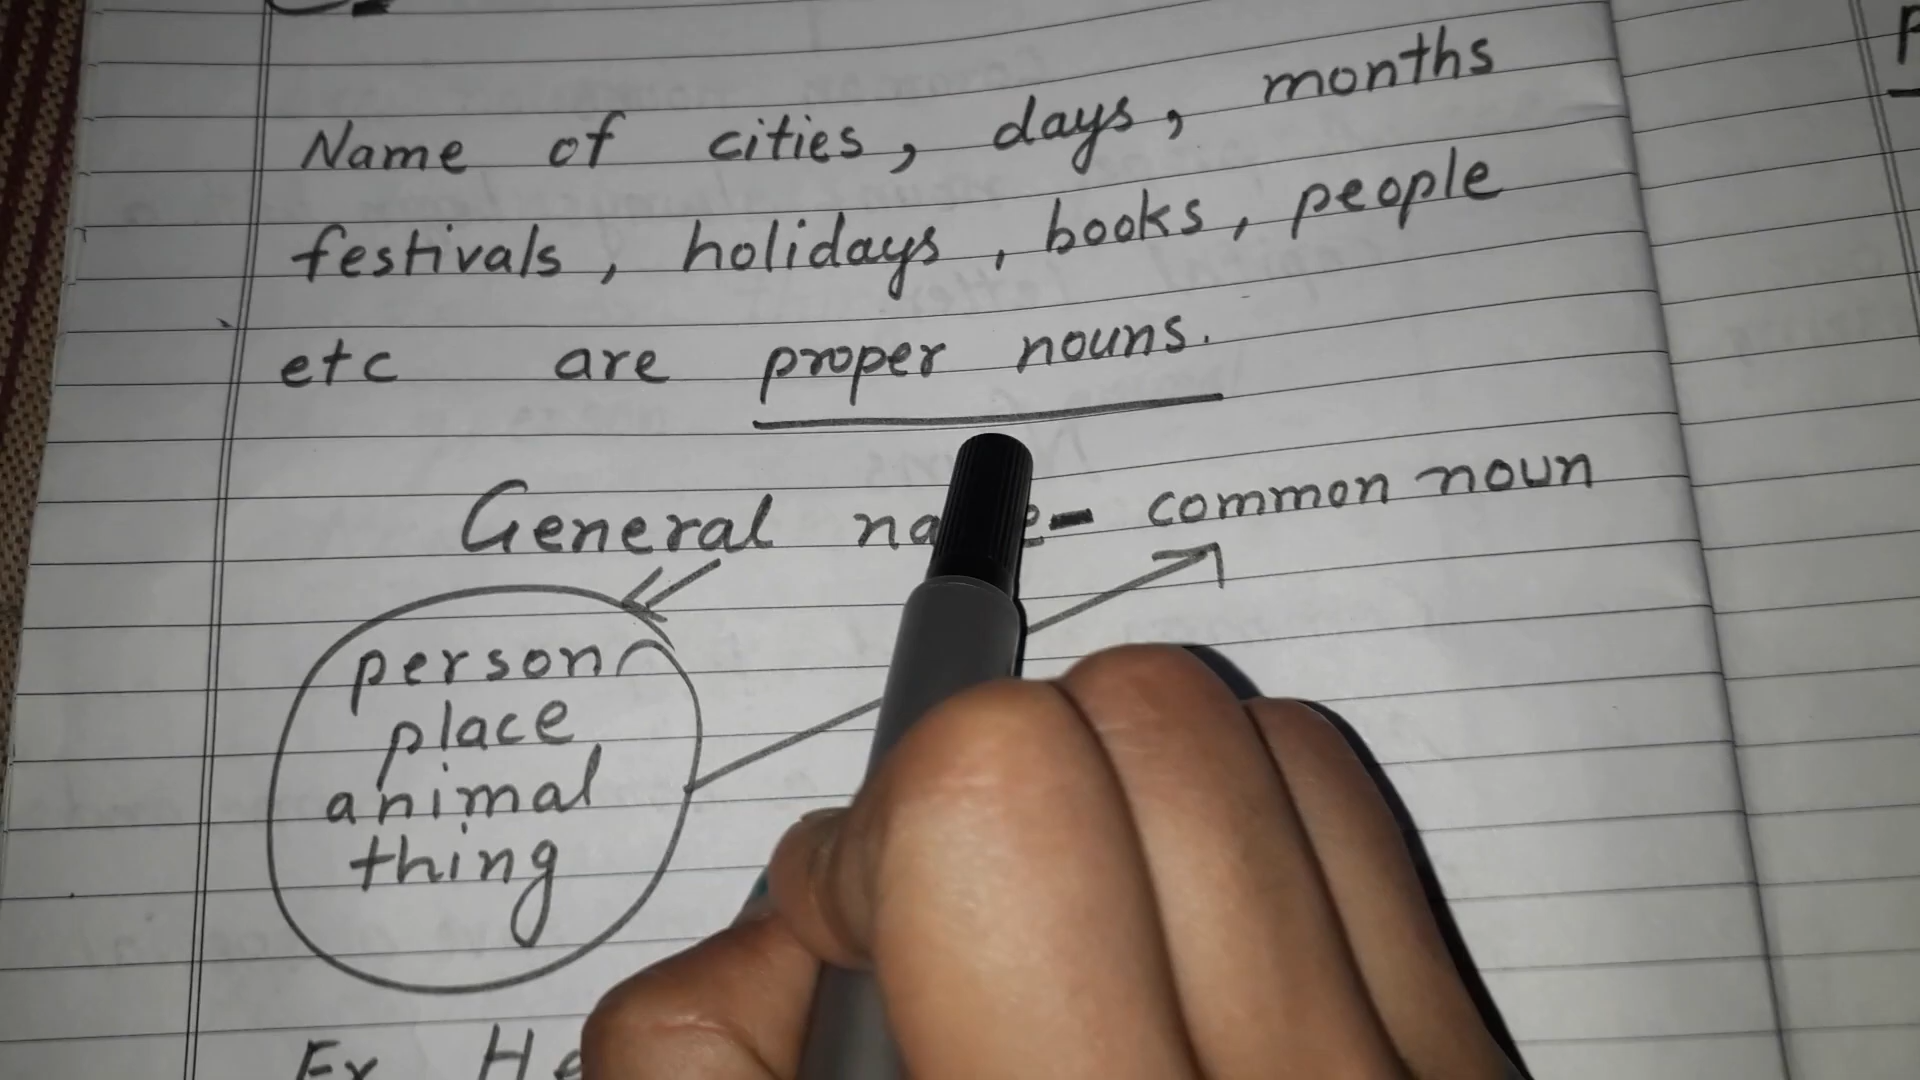 Name of cities, days, months
festivals, holidays, books, people
etc are proper nouns.
General - common noun
person
place
animal
thing
Ex